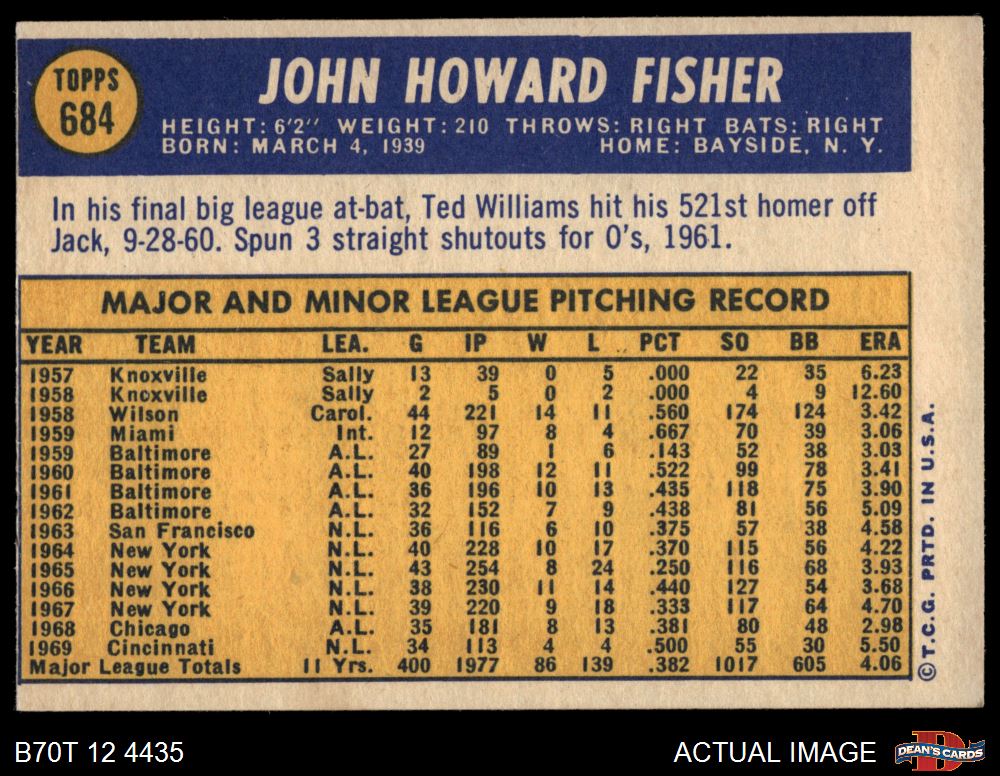 TOPPS
684
JOHN HOWARD FISHER
HEIGHT: 6'2" WEIGHT: 210 THROWS: RIGHT BATS: RIGHT
BORN: MARCH 4, 1939 HOME: BAYSIDE, N. Y.
In his final big league at-bat, Ted Williams hit his 521st homer off
Jack, 9-28-60. Spun 3 straight shutouts for O's, 1961.
MAJOR AND MINOR LEAGUE PITCHING RECORD
YEAR TEAM LEA. G IP W L PCT SO BB ERA
1957 Knoxville Sally 13 39 0 5 .000 22 35 6.23
1958 Knoxville Sally 2 5 0 2 .000 4 9 12.60
1958 Wilson Carol. 44 221 14 11 .560 174 124 3.42
1959 Miami Int. 12 97 8 4 .667 70 39 3.06
1959 Baltimore A.L. 27 89 1 6 .143 52 38 3.03
1960 Baltimore A.L. 40 198 12 11 .522 99 78 3.41
1961 Baltimore A.L. 36 196 10 13 .435 118 75 3.90
1962 Baltimore A.L. 32 152 7 9 .438 81 56 5.09
1963 San Francisco N.L. 36 116 6 10 .375 57 38 4.58
1964 New York N.L. 40 228 10 17 .370 115 56 4.22
1965 New York N.L. 43 254 8 24 .250 116 68 3.93
1966 New York N.L. 38 230 11 14 .440 127 54 3.68
1967 New York N.L. 39 220 9 18 .333 117 64 4.70
1968 Chicago A.L. 35 181 8 13 .381 80 48 2.98
1969 Cincinnati N.L. 34 113 4 4 .500 55 30 5.50
Major League Totals 11 Yrs. 400 1977 86 139 .382 1017 605 4.06
© T.C.G. PRTD. IN U.S.A.
B70T 12 4435
ACTUAL IMAGE
D
DEAN'S CARDS